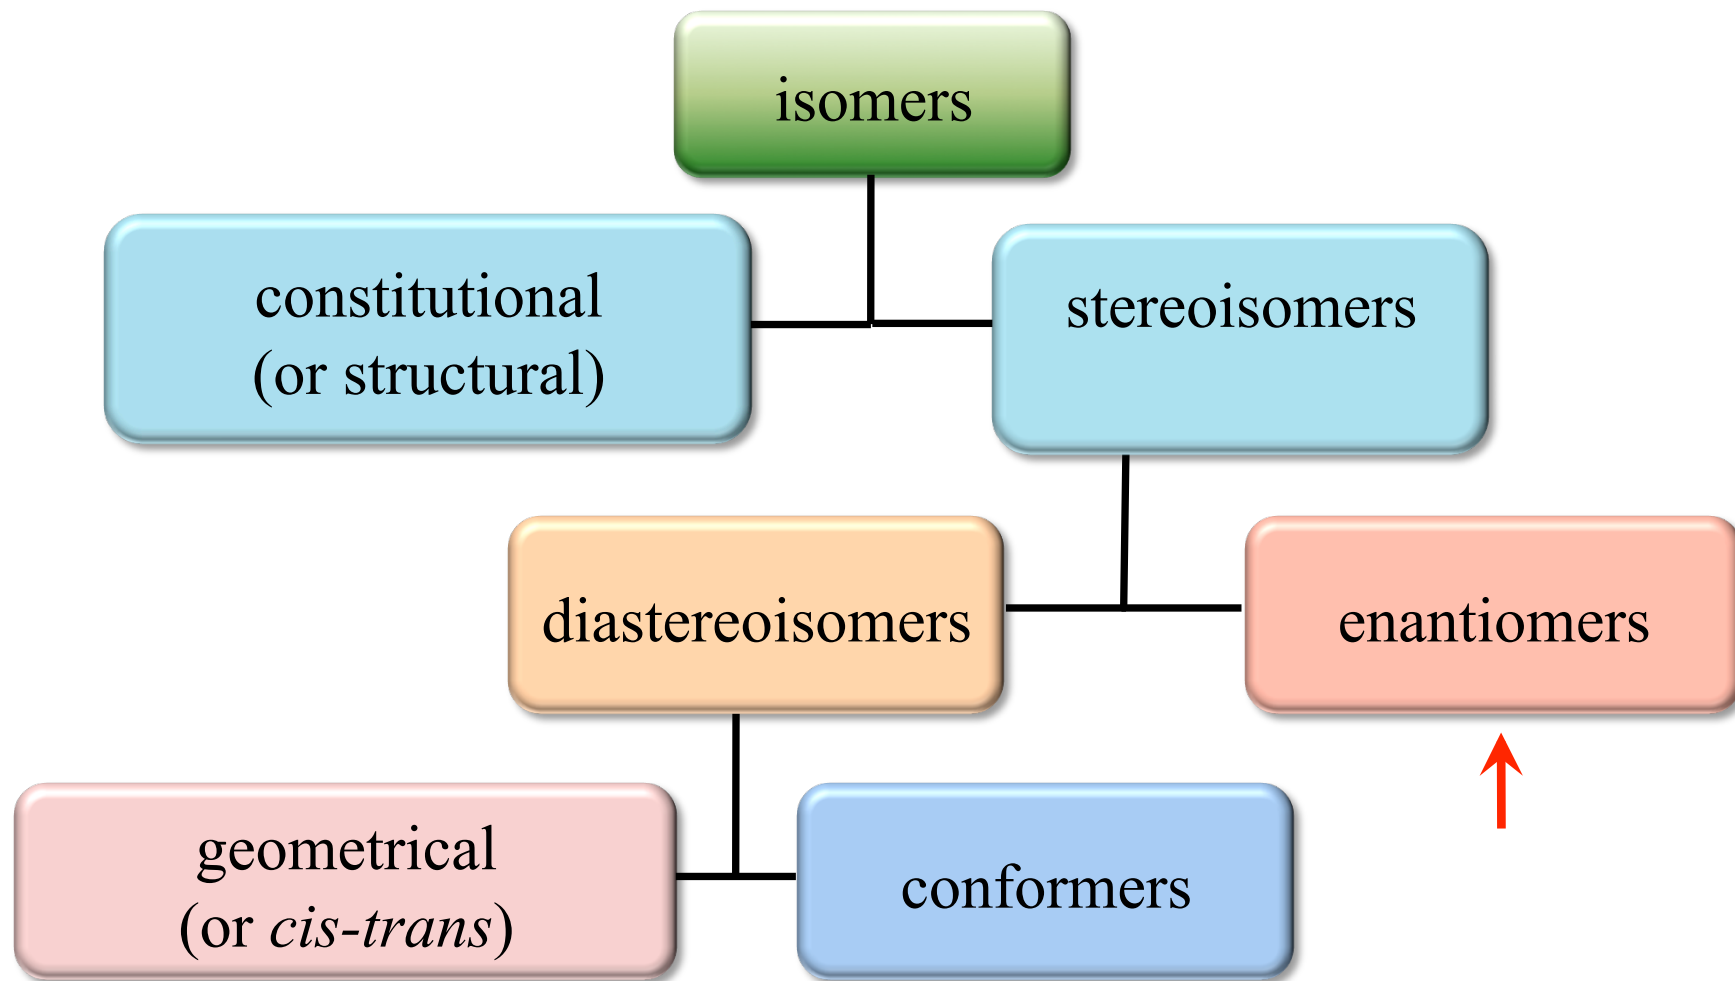 isomers
constitutional
(or structural)
stereoisomers
diastereoisomers
enantiomers
geometrical
(or cis-trans)
conformers